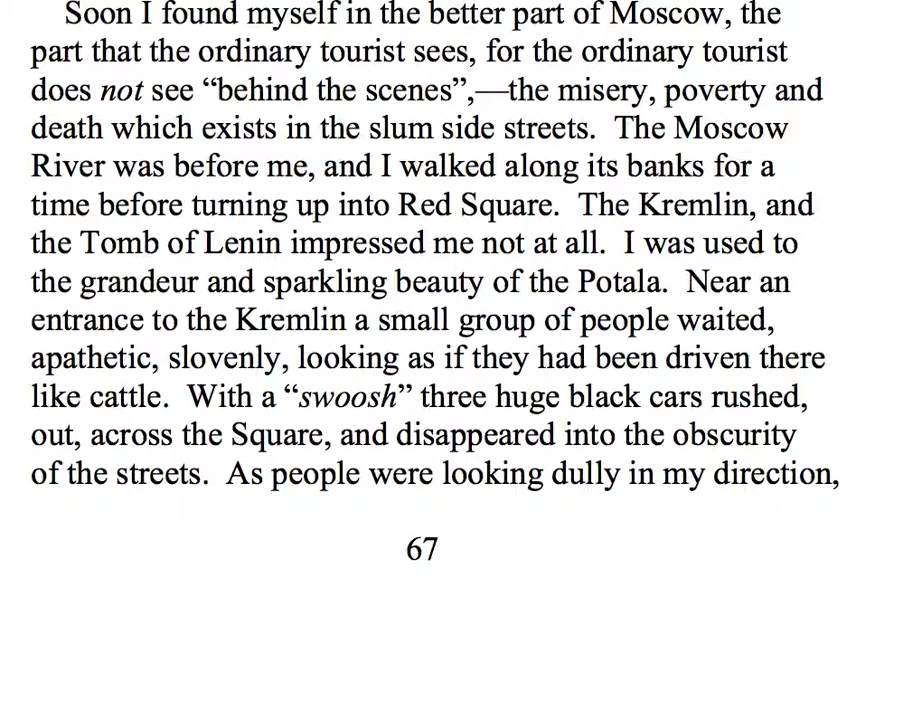 Soon I found myself in the better part of Moscow, the
part that the ordinary tourist sees, for the ordinary tourist
does not see “behind the scenes”,—the misery, poverty and
death which exists in the slum side streets.  The Moscow
River was before me, and I walked along its banks for a
time before turning up into Red Square.  The Kremlin, and
the Tomb of Lenin impressed me not at all.  I was used to
the grandeur and sparkling beauty of the Potala.  Near an
entrance to the Kremlin a small group of people waited,
apathetic, slovenly, looking as if they had been driven there
like cattle.  With a “swoosh” three huge black cars rushed,
out, across the Square, and disappeared into the obscurity
of the streets.  As people were looking dully in my direction,
67